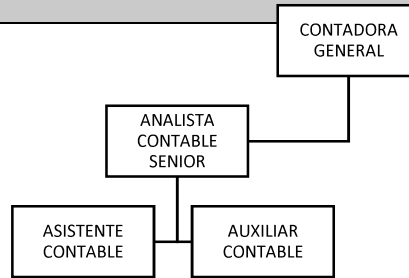 CONTADORA
GENERAL
ANALISTA
CONTABLE
SENIOR
ASISTENTE
CONTABLE
AUXILIAR
CONTABLE